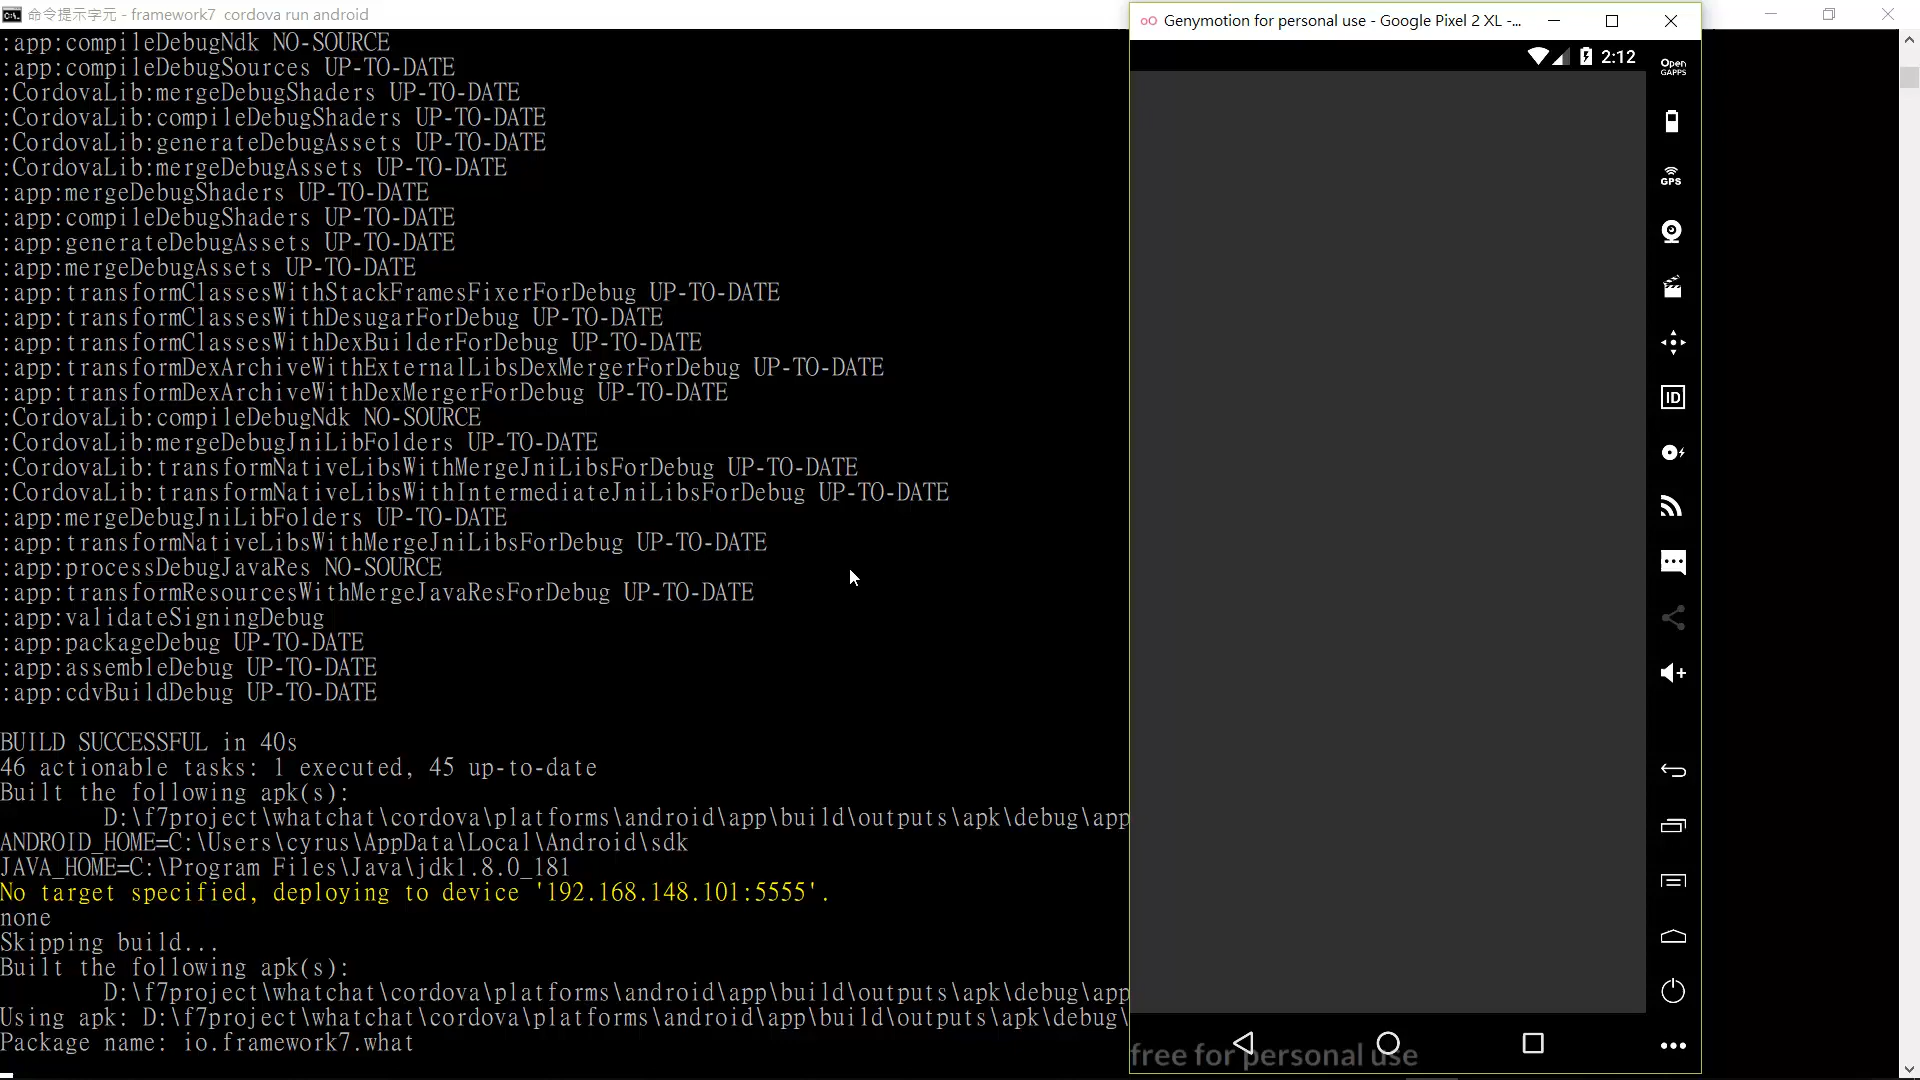 命令提示字元 - framework7  cordova run android
:app:compileDebugNdk NO-SOURCE
:app:compileDebugSources UP-TO-DATE
:CordovaLib:mergeDebugShaders UP-TO-DATE
:CordovaLib:compileDebugShaders UP-TO-DATE
:CordovaLib:generateDebugAssets UP-TO-DATE
:CordovaLib:mergeDebugAssets UP-TO-DATE
:app:mergeDebugShaders UP-TO-DATE
:app:compileDebugShaders UP-TO-DATE
:app:generateDebugAssets UP-TO-DATE
:app:mergeDebugAssets UP-TO-DATE
:app:transformClassesWithStackFramesFixerForDebug UP-TO-DATE
:app:transformClassesWithDesugarForDebug UP-TO-DATE
:app:transformClassesWithDexBuilderForDebug UP-TO-DATE
:app:transformDexArchiveWithExternalLibsDexMergerForDebug UP-TO-DATE
:app:transformDexArchiveWithDexMergerForDebug UP-TO-DATE
:CordovaLib:compileDebugNdk NO-SOURCE
:CordovaLib:mergeDebugJniLibFolders UP-TO-DATE
:CordovaLib:transformNativeLibsWithMergeJniLibsForDebug UP-TO-DATE
:CordovaLib:transformNativeLibsWithIntermediateJniLibsForDebug UP-TO-DATE
:app:mergeDebugJniLibFolders UP-TO-DATE
:app:transformNativeLibsWithMergeJniLibsForDebug UP-TO-DATE
:app:processDebugJavaRes NO-SOURCE
:app:transformResourcesWithMergeJavaResForDebug UP-TO-DATE
:app:validateSigningDebug
:app:packageDebug UP-TO-DATE
:app:assembleDebug UP-TO-DATE
:app:cdvBuildDebug UP-TO-DATE
BUILD SUCCESSFUL in 40s
46 actionable tasks: 1 executed, 45 up-to-date
Built the following apk(s):
D:\f7project\whatchat\cordova\platforms\android\app\build\outputs\apk\debug\app
ANDROID_HOME=C:\Users\cyrus\AppData\Local\Android\sdk
JAVA_HOME=C:\Program Files\Java\jdk1.8.0_181
No target specified, deploying to device '192.168.148.101:5555'.
none
Skipping build...
Built the following apk(s):
D:\f7project\whatchat\cordova\platforms\android\app\build\outputs\apk\debug\app
Using apk: D:\f7project\whatchat\cordova\platforms\android\app\build\outputs\apk\debug\
Package name: io.framework7.what
Genymotion for personal use - Google Pixel 2 XL -...
2:12
Open
GAPPS
GPS
ID
free for personal use